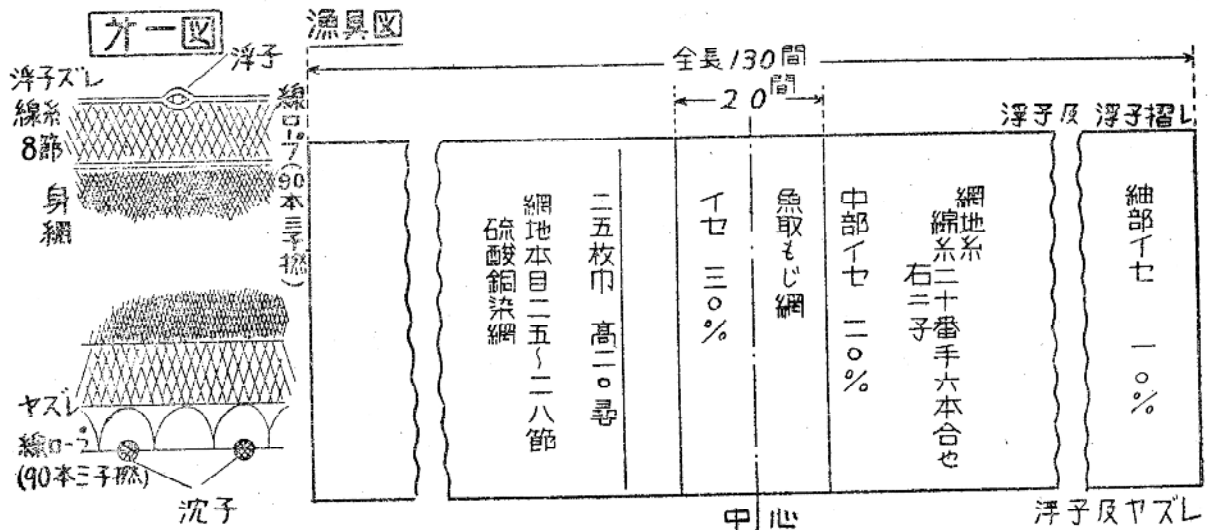 オ一図
漁具図
浮子
浮子ズレ
線糸
8節
身網
線ロープ(90本三子撚)
ヤズレ
線ロープ
(90本三子撚)
沈子
全長130間
20間
浮子及 浮子摺レ
細部イセ 一〇%
網地糸
綿糸二十番手六本合せ
右二子
中部イセ 二〇%
魚取もじ網
イセ 三〇%
二五枚巾 高二〇尋
網地本目二五~二八節
硫酸銅染網
中心
浮子及ヤズレ